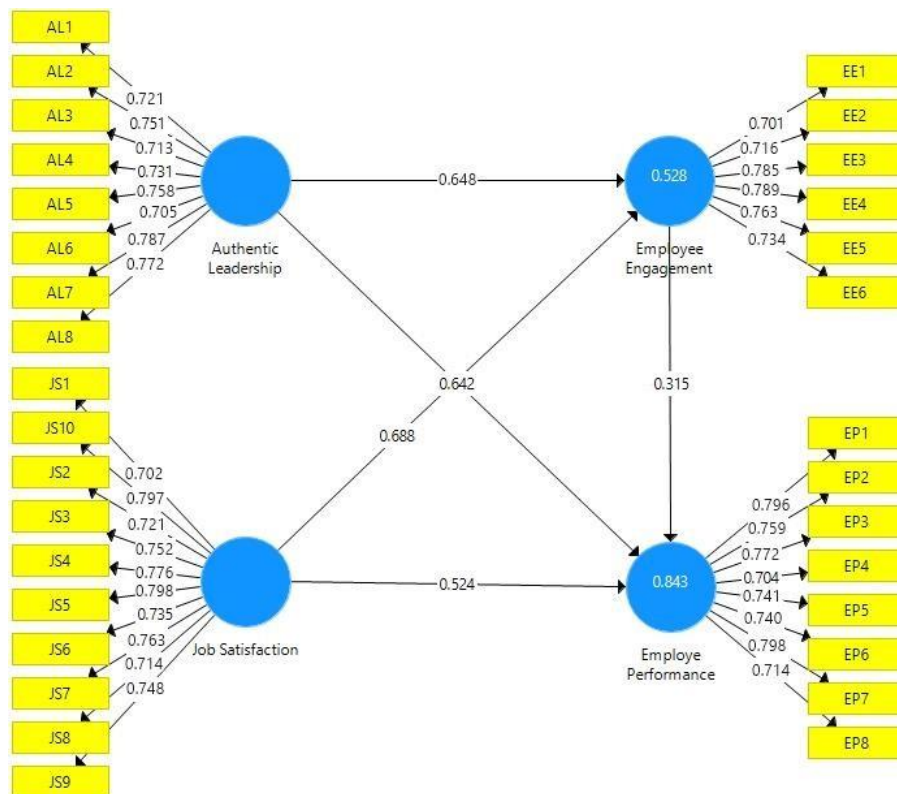 AL1
AL2
AL3
AL4
AL5
AL6
AL7
AL8
0.721
0.751
0.713
0.731
0.758
0.705
0.787
0.772
Authentic
Leadership
JS1
JS10
JS2
JS3
JS4
JS5
JS6
JS7
JS8
JS9
0.702
0.797
0.721
0.752
0.776
0.798
0.735
0.763
0.714
0.748
Job Satisfaction
0.648
0.642
0.688
0.524
0.315
0.528
Employee
Engagement
0.701
0.716
0.785
0.789
0.763
0.734
EE1
EE2
EE3
EE4
EE5
EE6
0.843
Employe
Performance
0.796
0.759
0.772
0.704
0.741
0.740
0.798
0.714
EP1
EP2
EP3
EP4
EP5
EP6
EP7
EP8